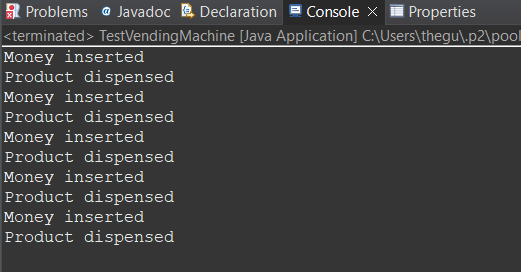 Problems Javadoc Declaration Console Properties
<terminated> TestVendingMachine [Java Application] C:\Users\thegu\.p2\pool
Money inserted
Product dispensed
Money inserted
Product dispensed
Money inserted
Product dispensed
Money inserted
Product dispensed
Money inserted
Product dispensed